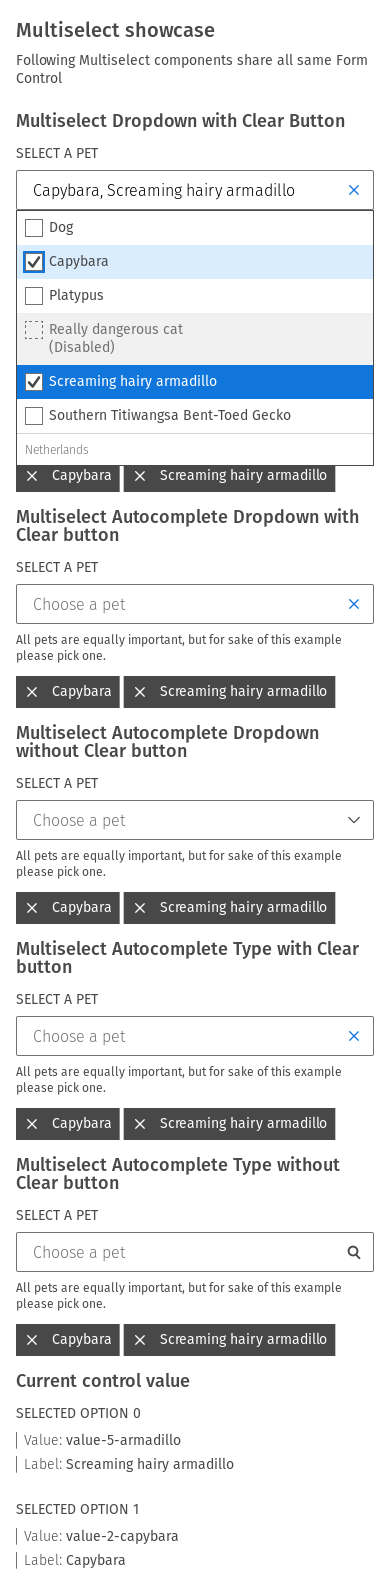 Multiselect showcase
Following Multiselect components share all same Form
Control
Multiselect Dropdown with Clear Button
SELECT A PET
Capybara, Screaming hairy armadillo
Dog
Capybara
Platypus
Really dangerous cat
(Disabled)
Screaming hairy armadillo
Southern Titiwangsa Bent-Toed Gecko
Netherlands
Capybara Screaming hairy armadillo
Multiselect Autocomplete Dropdown with
Clear button
SELECT A PET
Choose a pet
All pets are equally important, but for sake of this example
please pick one.
Capybara Screaming hairy armadillo
Multiselect Autocomplete Dropdown
without Clear button
SELECT A PET
Choose a pet
All pets are equally important, but for sake of this example
please pick one.
Capybara Screaming hairy armadillo
Multiselect Autocomplete Type with Clear
button
SELECT A PET
Choose a pet
All pets are equally important, but for sake of this example
please pick one.
Capybara Screaming hairy armadillo
Multiselect Autocomplete Type without
Clear button
SELECT A PET
Choose a pet
All pets are equally important, but for sake of this example
please pick one.
Capybara Screaming hairy armadillo
Current control value
SELECTED OPTION 0
Value: value-5-armadillo
Label: Screaming hairy armadillo
SELECTED OPTION 1
Value: value-2-capybara
Label: Capybara